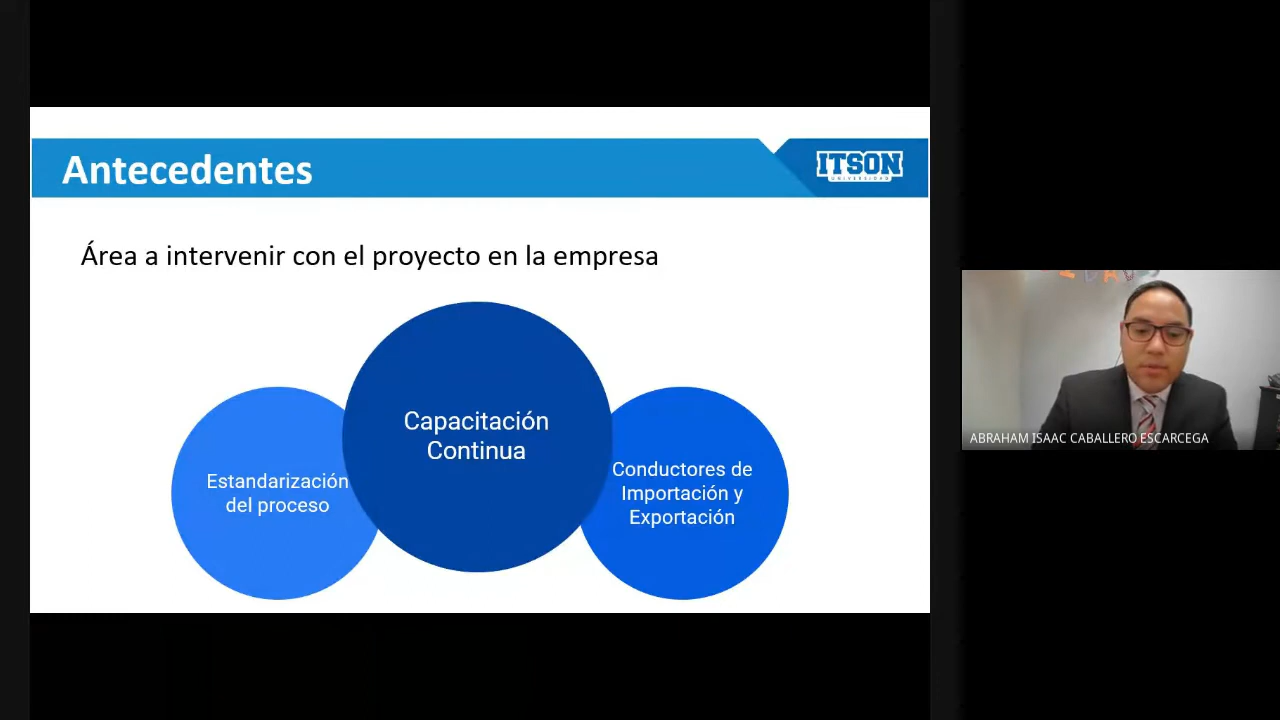 Antecedentes
ITSON
UNIVERSIDAD
Área a intervenir con el proyecto en la empresa
Capacitación
Continua
Estandarización
del proceso
Conductores de
Importación y
Exportación
ABRAHAM ISAAC CABALLERO ESCARCEGA